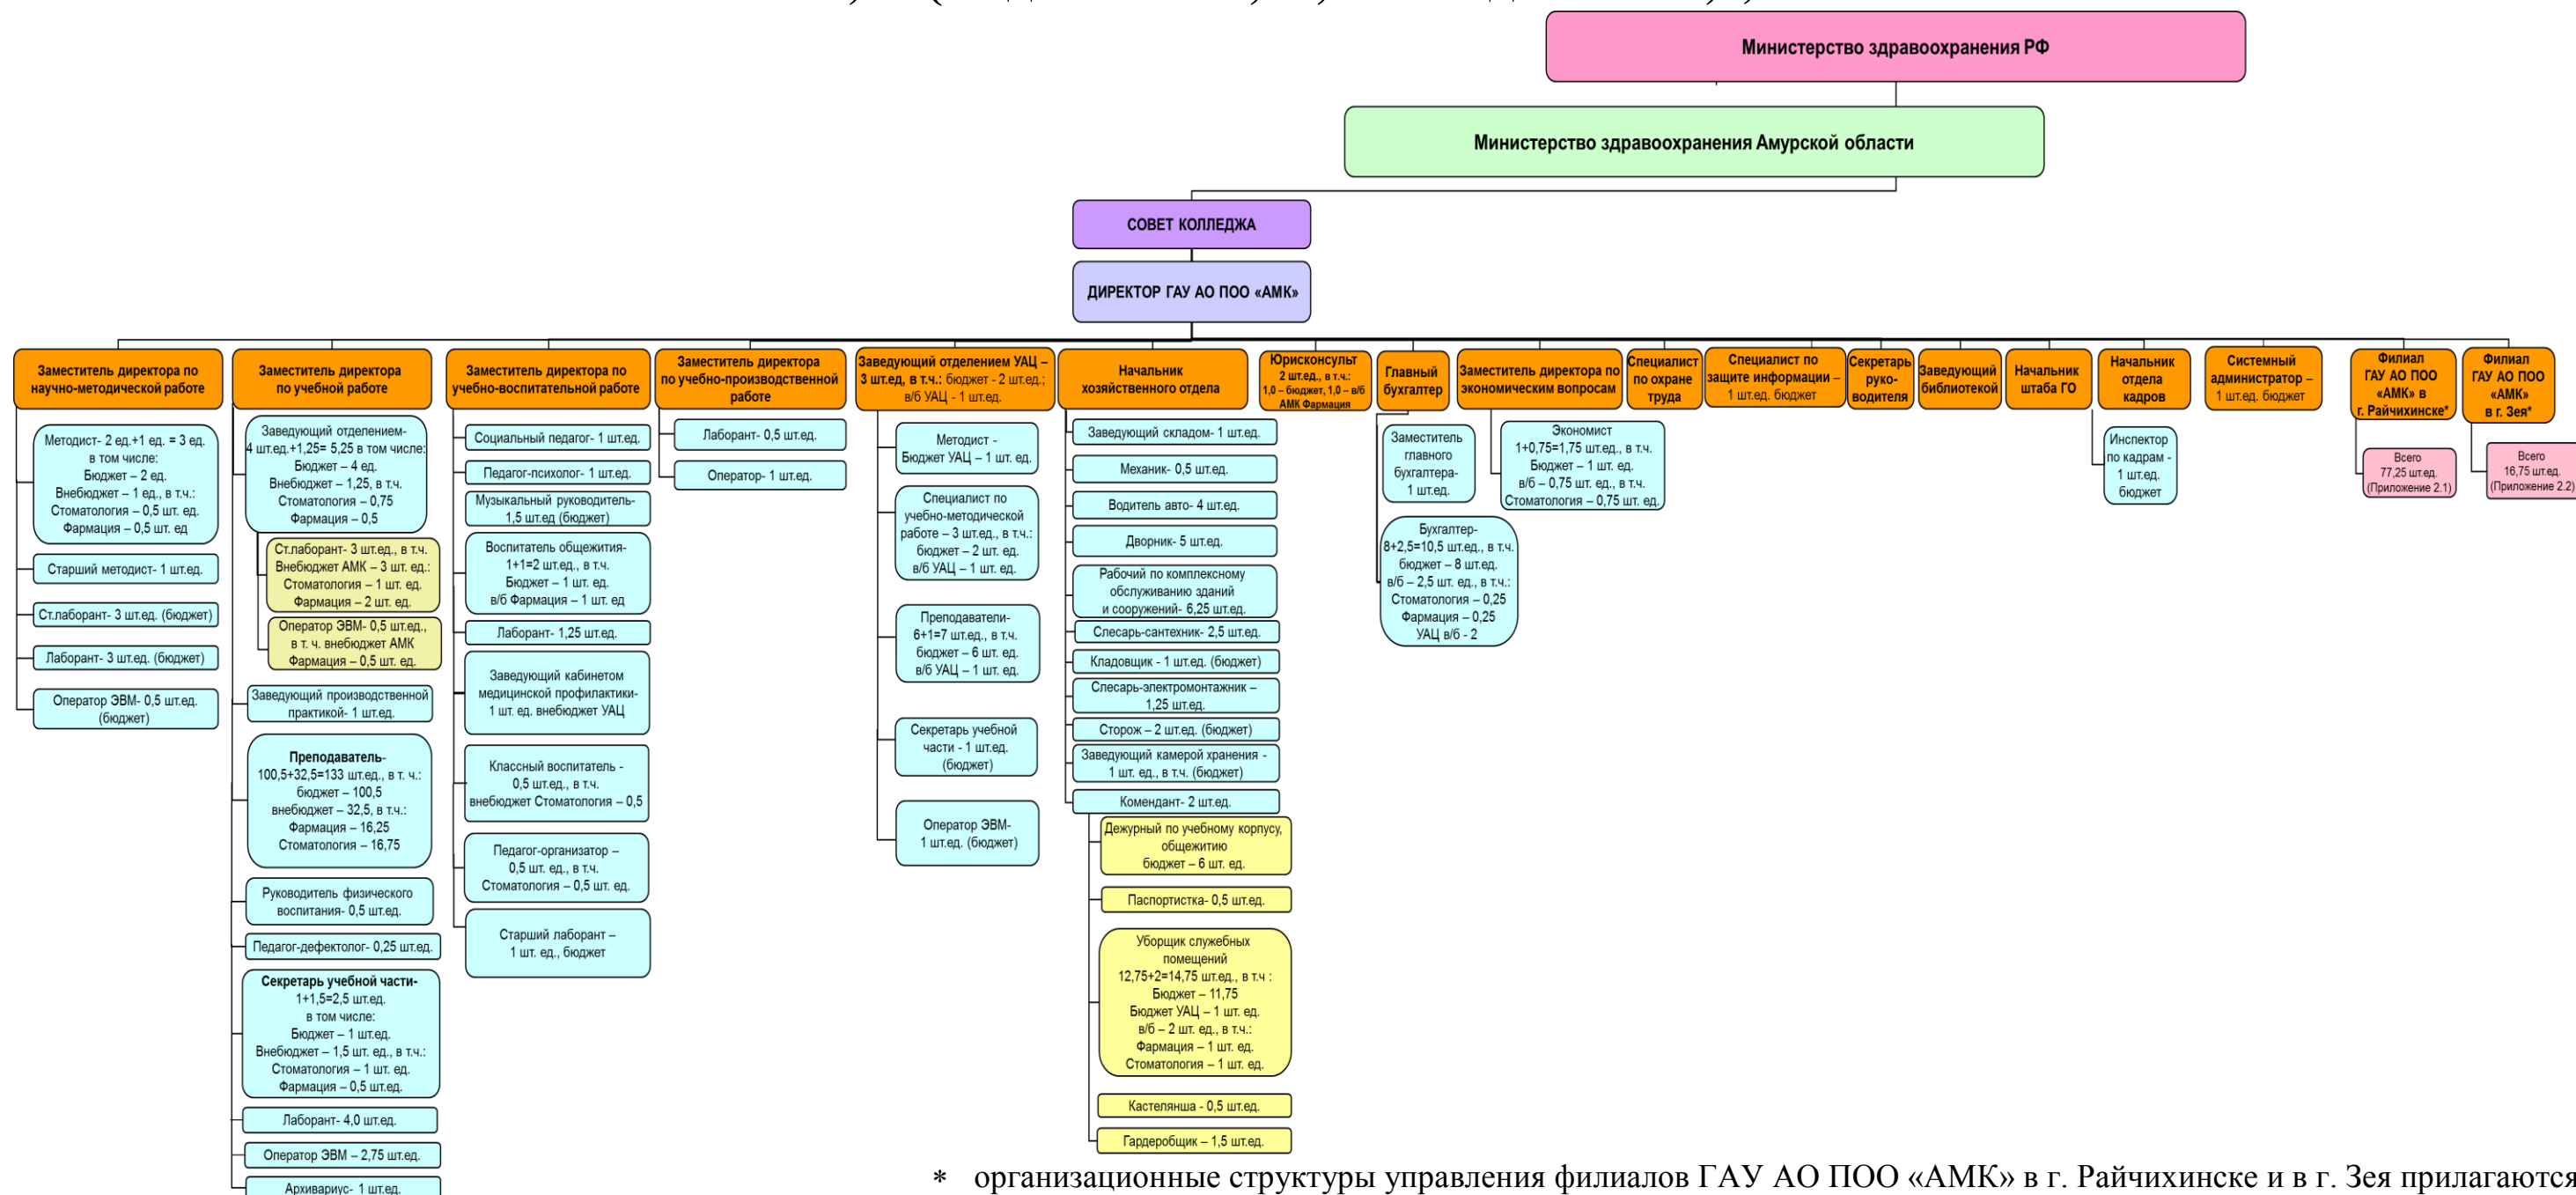 Министерство здравоохранения РФ
Министерство здравоохранения Амурской области
СОВЕТ КОЛЛЕДЖА
ДИРЕКТОР ГАУ АО ПОО «АМК»
Заместитель директора по
научно-методической работе
Методист- 2 ед.+1 ед. = 3 ед.
в том числе:
Бюджет – 2 ед.
Внебюджет – 1 ед., в т.ч.:
Стоматология – 0,5 шт. ед.
Фармация – 0,5 шт. ед
Старший методист- 1 шт.ед.
Ст.лаборант- 3 шт.ед. (бюджет)
Лаборант- 3 шт.ед. (бюджет)
Оператор ЭВМ- 0,5 шт.ед.
(бюджет)
Заместитель директора
по учебной работе
Заведующий отделением-
4 шт.ед.+1,25= 5,25 в том числе:
Бюджет – 4 ед.
Внебюджет – 1,25, в т.ч.
Стоматология – 0,75
Фармация – 0,5
Ст.лаборант- 3 шт.ед., в т.ч.
Внебюджет АМК – 3 шт. ед.:
Стоматология – 1 шт. ед.
Фармация – 2 шт. ед.
Оператор ЭВМ- 0,5 шт.ед.,
в т. ч. внебюджет АМК
Фармация – 0,5 шт. ед.
Заведующий производственной
практикой- 1 шт.ед.
Преподаватель-
100,5+32,5=133 шт.ед., в т. ч.:
бюджет – 100,5
внебюджет – 32,5, в т.ч.:
Фармация – 16,25
Стоматология – 16,75
Руководитель физического
воспитания- 0,5 шт.ед.
Педагог-дефектолог- 0,25 шт.ед.
Секретарь учебной части-
1+1,5=2,5 шт.ед.
в том числе:
Бюджет – 1 шт.ед.
Внебюджет – 1,5 шт. ед., в т.ч.:
Стоматология – 1 шт. ед.
Фармация – 0,5 шт.ед.
Лаборант- 4,0 шт.ед.
Оператор ЭВМ – 2,75 шт.ед.
Архивариус- 1 шт.ед.
Заместитель директора по
учебно-воспитательной работе
Социальный педагог- 1 шт.ед.
Педагог-психолог- 1 шт.ед.
Музыкальный руководитель-
1,5 шт.ед (бюджет)
Воспитатель общежития-
1+1=2 шт.ед., в т.ч.
Бюджет – 1 шт. ед.
в/б Фармация – 1 шт. ед
Лаборант- 1,25 шт.ед.
Заведующий кабинетом
медицинской профилактики-
1 шт. ед. внебюджет УАЦ
Классный воспитатель -
0,5 шт.ед., в т.ч.
внебюджет Стоматология – 0,5
Педагог-организатор –
0,5 шт. ед., в т.ч.
Стоматология – 0,5 шт. ед.
Старший лаборант –
1 шт. ед., бюджет
Заместитель директора
по учебно-производственной
работе
Лаборант- 0,5 шт.ед.
Оператор- 1 шт.ед.
Заведующий отделением УАЦ –
3 шт.ед, в т.ч.: бюджет - 2 шт.ед.;
в/б УАЦ - 1 шт.ед.
Методист -
Бюджет УАЦ – 1 шт. ед.
Специалист по
учебно-методической
работе – 3 шт.ед., в т.ч.:
бюджет – 2 шт. ед.
в/б УАЦ – 1 шт. ед.
Преподаватели-
6+1=7 шт.ед., в т.ч.
бюджет – 6 шт. ед.
в/б УАЦ – 1 шт. ед.
Секретарь учебной
части - 1 шт.ед.
(бюджет)
Оператор ЭВМ-
1 шт.ед. (бюджет)
Начальник
хозяйственного отдела
Заведующий складом- 1 шт.ед.
Механик- 0,5 шт.ед.
Водитель авто- 4 шт.ед.
Дворник- 5 шт.ед.
Рабочий по комплексному
обслуживанию зданий
и сооружений- 6,25 шт.ед.
Слесарь-сантехник- 2,5 шт.ед.
Кладовщик - 1 шт.ед. (бюджет)
Слесарь-электромонтажник –
1,25 шт.ед.
Сторож – 2 шт.ед. (бюджет)
Заведующий камерой хранения -
1 шт. ед., в т.ч. (бюджет)
Комендант- 2 шт.ед.
Дежурный по учебному корпусу,
общежитию
бюджет – 6 шт. ед.
Паспортистка- 0,5 шт.ед.
Уборщик служебных
помещений
12,75+2=14,75 шт.ед., в т.ч :
Бюджет – 11,75
Бюджет УАЦ – 1 шт. ед.
в/б – 2 шт. ед., в т.ч.:
Фармация – 1 шт. ед.
Стоматология – 1 шт. ед.
Кастелянша - 0,5 шт.ед.
Гардеробщик – 1,5 шт.ед.
Юрисконсульт
2 шт.ед., в т.ч.:
1,0 – бюджет, 1,0 – в/б
АМК Фармация
Главный
бухгалтер
Заместитель
главного
бухгалтера-
1 шт.ед.
Бухгалтер-
8+2,5=10,5 шт.ед., в т.ч.
бюджет – 8 шт.ед.
в/б – 2,5 шт. ед., в т.ч.:
Стоматология – 0,25
Фармация – 0,25
УАЦ в/б - 2
Заместитель директора по
экономическим вопросам
Экономист
1+0,75=1,75 шт.ед., в т.ч.
Бюджет – 1 шт. ед.
в/б – 0,75 шт. ед., в т.ч.
Стоматология – 0,75 шт. ед.
Специалист
по охране
труда
Специалист по
защите информации –
1 шт.ед. бюджет
Секретарь
руко-
водителя
Заведующий
библиотекой
Начальник
штаба ГО
Начальник
отдела
кадров
Инспектор
по кадрам -
1 шт.ед.
бюджет
Системный
администратор –
1 шт.ед. бюджет
Филиал
ГАУ АО ПОО
«АМК» в
г. Райчихинске*
Всего
77,25 шт.ед.
(Приложение 2.1)
Филиал
ГАУ АО ПОО
«АМК»
в г. Зея*
Всего
16,75 шт.ед.
(Приложение 2.2)
* организационные структуры управления филиалов ГАУ АО ПОО «АМК» в г. Райчихинске и в г. Зея прилагаются